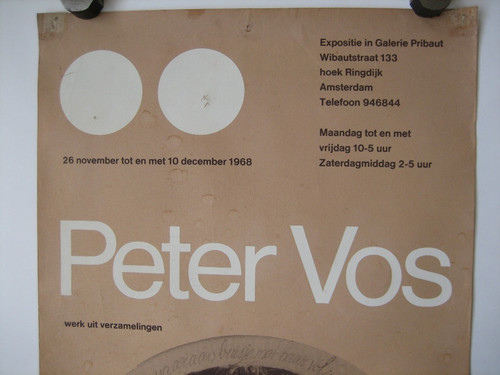 Expositie in Galerie Pribaut
Wibautstraat 133
hoek Ringdijk
Amsterdam
Telefoon 946844
Maandag tot en met
vrijdag 10-5 uur
Zaterdagmiddag 2-5 uur
26 november tot en met 10 december 1968
Peter Vos
werk uit verzamelingen